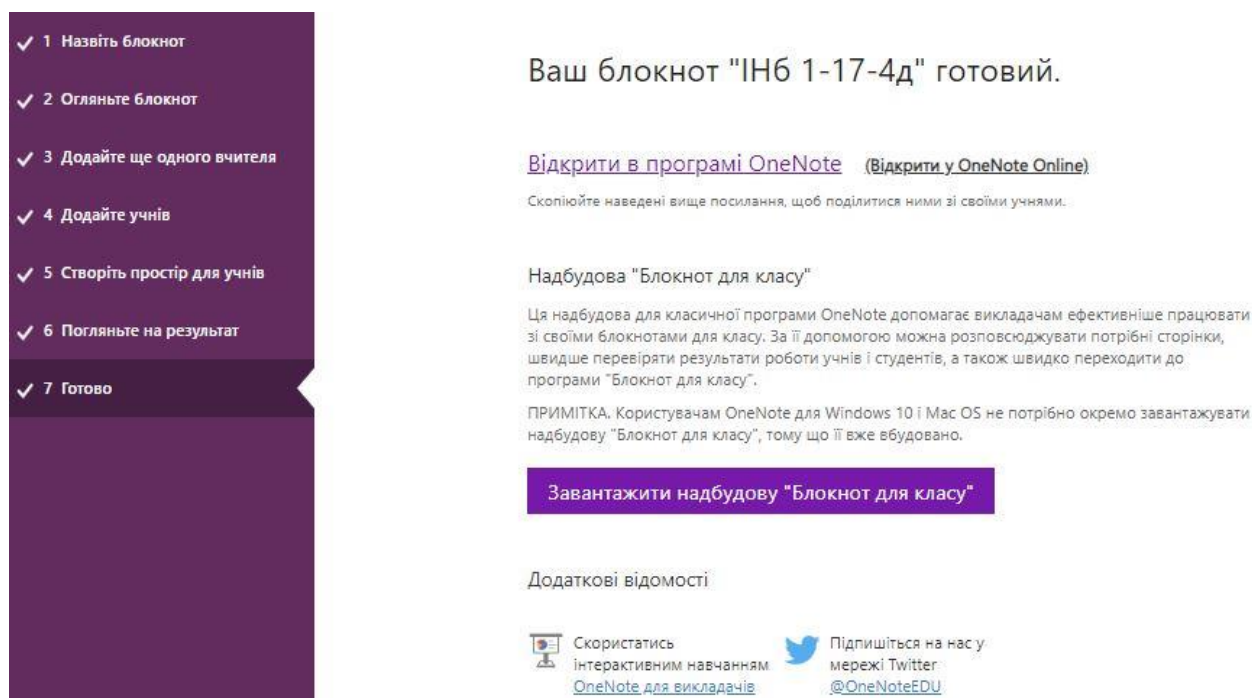 1 Назвіть блокнот
2 Огляньте блокнот
3 Додайте ще одного вчителя
4 Додайте учнів
5 Створіть простір для учнів
6 Погляньте на результат
7 Готово
Ваш блокнот "ІНб 1-17-4д" готовий.
Відкрити в програмі OneNote (Відкрити у OneNote Online)
Скопіюйте наведені вище посилання, щоб поділитися ними зі своїми учнями.
Надбудова "Блокнот для класу"
Ця надбудова для класичної програми OneNote допомагає викладачам ефективніше працювати
зі своїми блокнотами для класу. За її допомогою можна розповсюджувати потрібні сторінки,
швидше перевіряти результати роботи учнів і студентів, а також швидко переходити до
програми "Блокнот для класу".
ПРИМІТКА. Користувачам OneNote для Windows 10 і Mac OS не потрібно окремо завантажувати
надбудову "Блокнот для класу", тому що її вже вбудовано.
Завантажити надбудову "Блокнот для класу"
Додаткові відомості
Скористатись
інтерактивним навчанням
OneNote для викладачів
Підпишіться на нас у
мережі Twitter
@OneNoteEDU